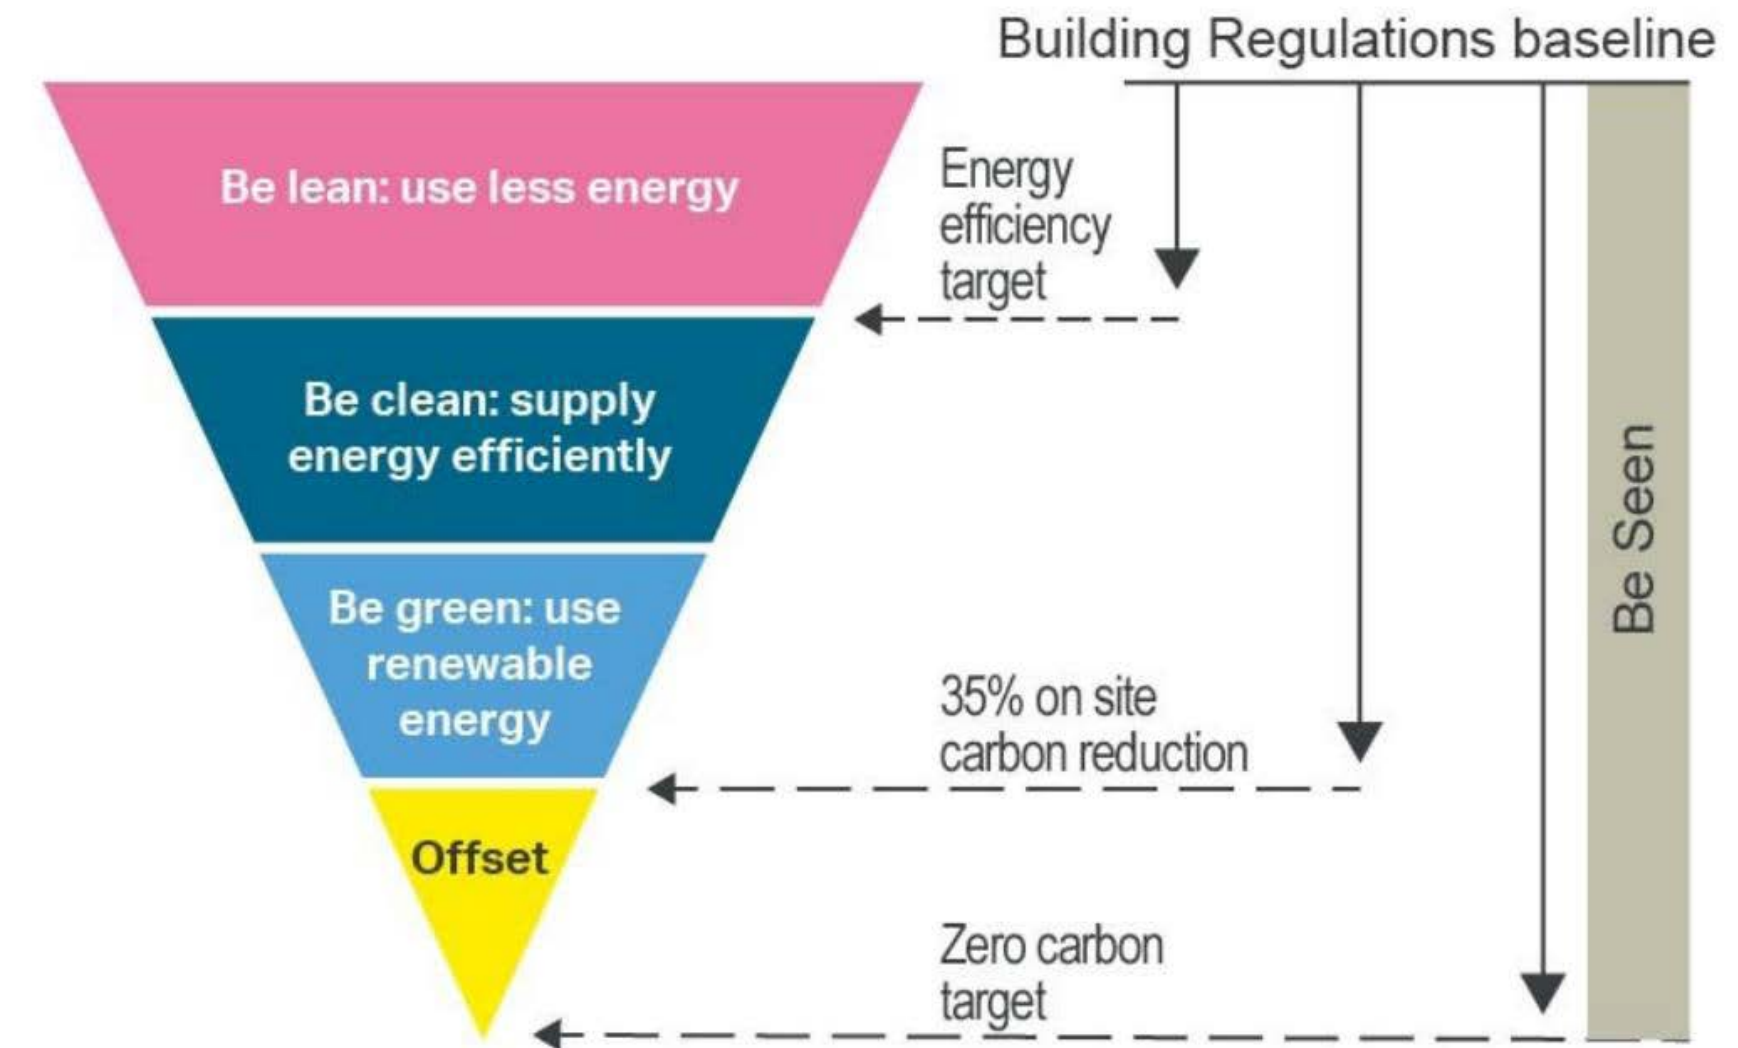 Building Regulations baseline
Be lean: use less energy
Energy
efficiency
target
Be clean: supply
energy efficiently
Be Seen
Be green: use
renewable
energy
35% on site
carbon reduction
Offset
Zero carbon
target